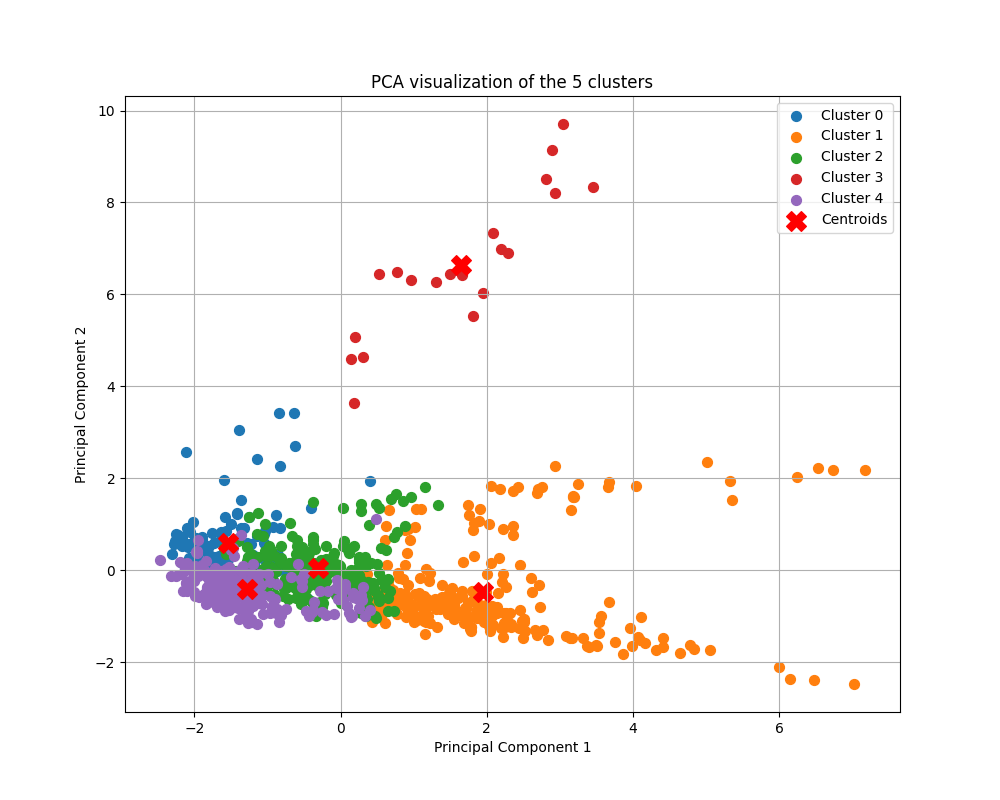 PCA visualization of the 5 clusters
Cluster 0
Cluster 1
Cluster 2
Cluster 3
Cluster 4
Centroids
Principal Component 2
10
8
6
4
2
0
−2
−2
0
2
4
6
Principal Component 1